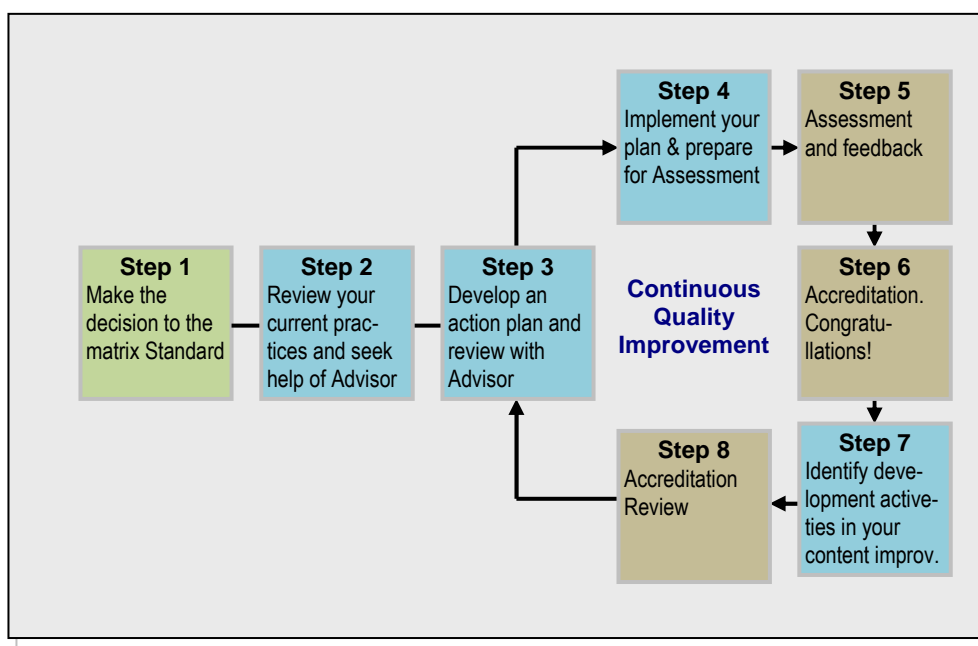 Step 1
Make the
decision to the
matrix Standard
Step 2
Review your
current prac-
tices and seek
help of Advisor
Step 3
Develop an
action plan and
review with
Advisor
Step 4
Implement your
plan & prepare
for Assessment
Step 5
Assessment
and feedback
Step 6
Accreditation.
Congratu-
llations!
Step 7
Identify deve-
lopment active-
ties in your
content improv.
Step 8
Accreditation
Review
Continuous
Quality
Improvement